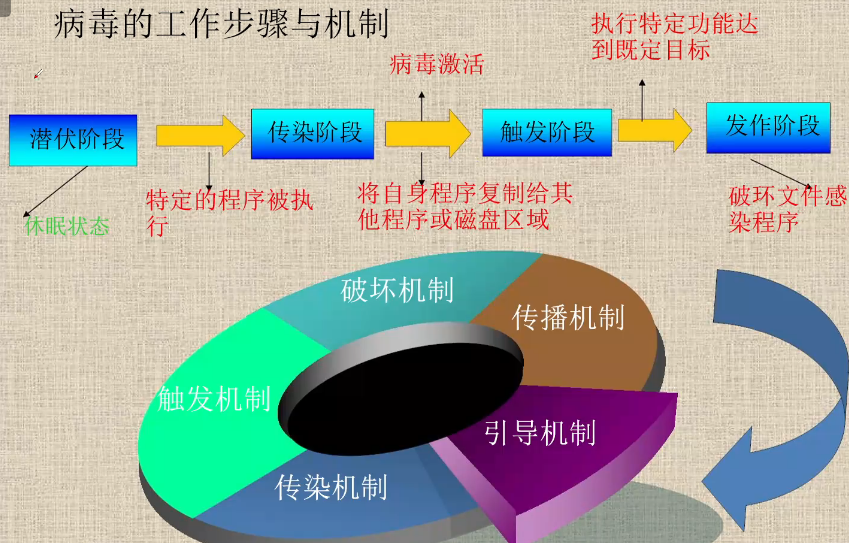 病毒的工作步骤与机制
执行特定功能达
到既定目标
病毒激活
潜伏阶段
传染阶段
触发阶段
发作阶段
休眠状态
特定的程序被执
行
将自身程序复制给其
他程序或磁盘区域
破环文件感
染程序
破坏机制
传播机制
触发机制
引导机制
传染机制